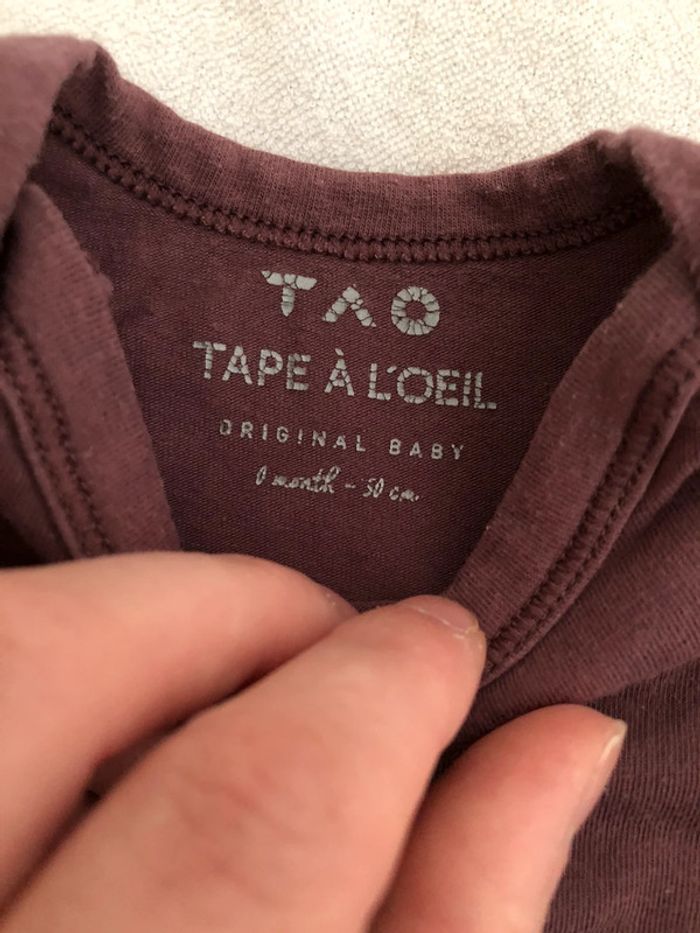 TAO
TAPE À L'OEIL
ORIGINAL BABY
0 month - 50 cm